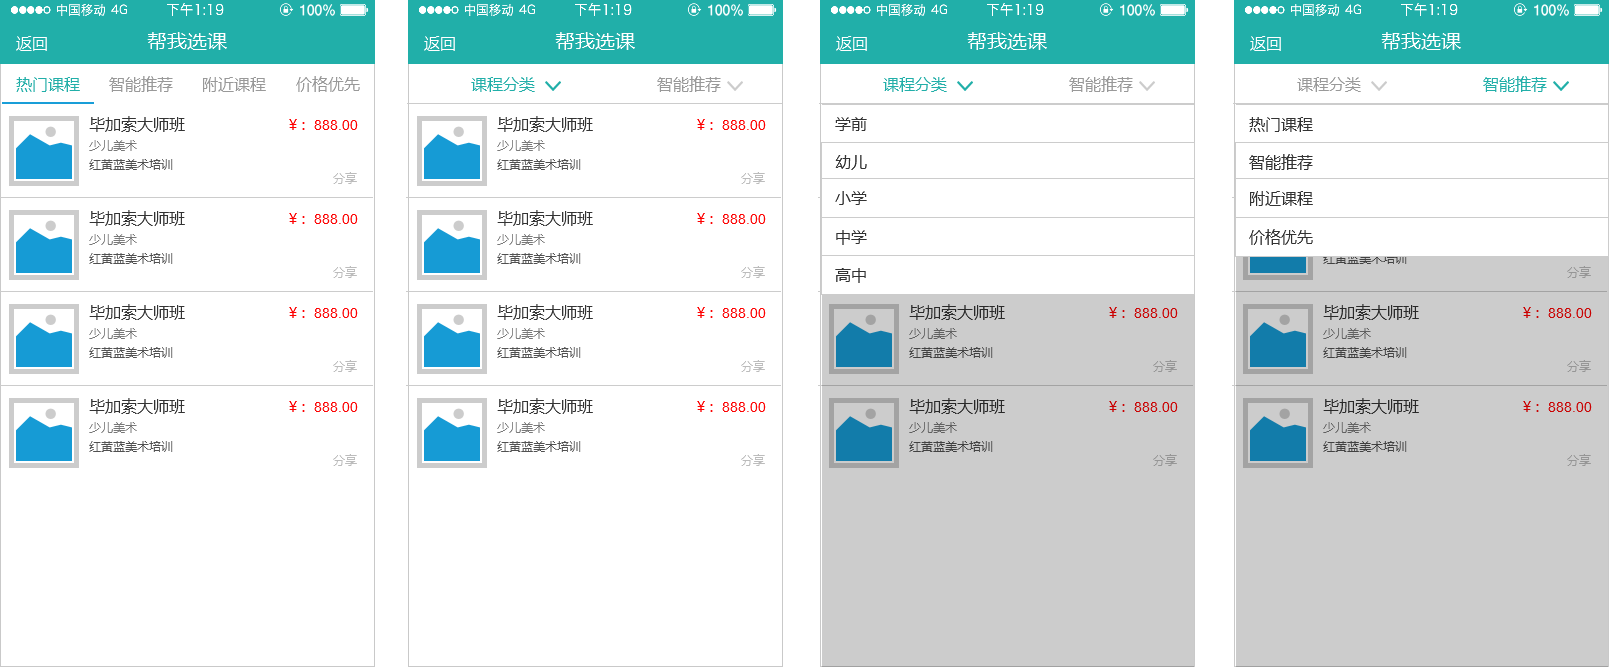 中国移动 4G 下午1:19 100%
返回 帮我选课
热门课程 智能推荐 附近课程 价格优先
毕加索大师班 ¥： 888.00
少儿美术
红黄蓝美术培训
分享
毕加索大师班 ¥： 888.00
少儿美术
红黄蓝美术培训
分享
毕加索大师班 ¥： 888.00
少儿美术
红黄蓝美术培训
分享
毕加索大师班 ¥： 888.00
少儿美术
红黄蓝美术培训
分享
中国移动 4G 下午1:19 100%
返回 帮我选课
课程分类 智能推荐
毕加索大师班 ¥： 888.00
少儿美术
红黄蓝美术培训
分享
毕加索大师班 ¥： 888.00
少儿美术
红黄蓝美术培训
分享
毕加索大师班 ¥： 888.00
少儿美术
红黄蓝美术培训
分享
毕加索大师班 ¥： 888.00
少儿美术
红黄蓝美术培训
分享
中国移动 4G 下午1:19 100%
返回 帮我选课
课程分类 智能推荐
学前
幼儿
小学
中学
高中
毕加索大师班 ¥： 888.00
少儿美术
红黄蓝美术培训
分享
毕加索大师班 ¥： 888.00
少儿美术
红黄蓝美术培训
分享
中国移动 4G 下午1:19 100%
返回 帮我选课
课程分类 智能推荐
热门课程
智能推荐
附近课程
价格优先
红黄蓝美术培训
分享
毕加索大师班 ¥： 888.00
少儿美术
红黄蓝美术培训
分享
毕加索大师班 ¥： 888.00
少儿美术
红黄蓝美术培训
分享